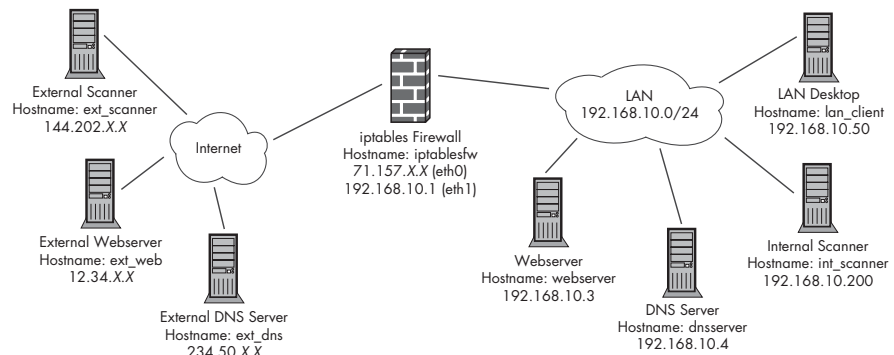 External Scanner
Hostname: ext_scanner
144.202.X.X
Internet
External Webserver
Hostname: ext_web
12.34.X.X
External DNS Server
Hostname: ext_dns
234.50.X.X
iptables Firewall
Hostname: iptablesfw
71.157.X.X (eth0)
192.168.10.1 (eth1)
LAN
192.168.10.0/24
LAN Desktop
Hostname: lan_client
192.168.10.50
Webserver
Hostname: webserver
192.168.10.3
DNS Server
Hostname: dnsserver
192.168.10.4
Internal Scanner
Hostname: int_scanner
192.168.10.200